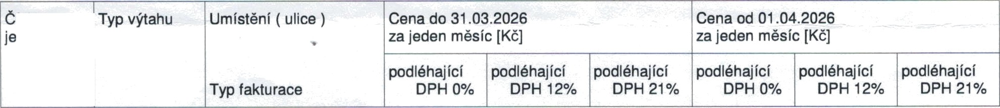 Č
je
Typ výtahu
Umístění ( ulice )
Typ fakturace
Cena do 31.03.2026
za jeden měsíc [Kč]
Cena od 01.04.2026
za jeden měsíc [Kč]
podléhající
DPH 0%
podléhající
DPH 12%
podléhající
DPH 21%
podléhající
DPH 0%
podléhající
DPH 12%
podléhající
DPH 21%